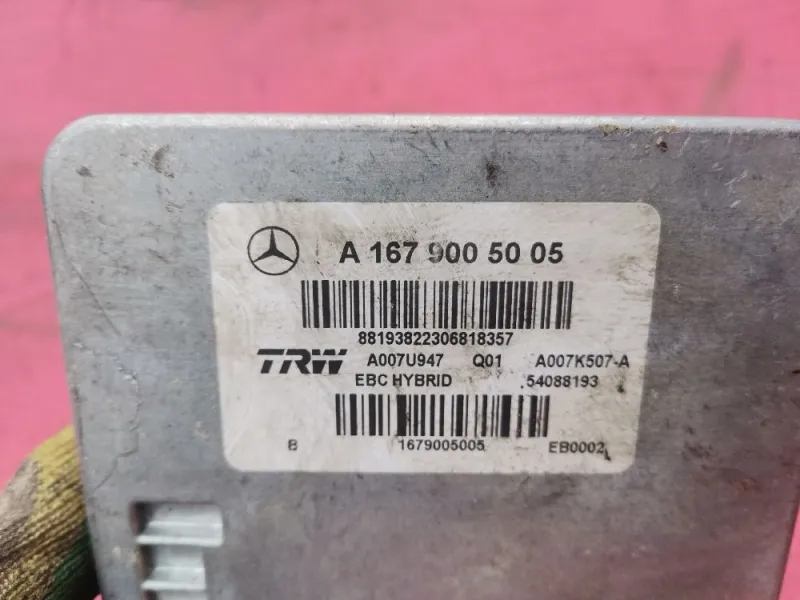 A 167 900 50 05
88193822306818357
TRW A007U947 Q01 A007K507-A
EBC HYBRID 54088193
B 1679005005 EB0002